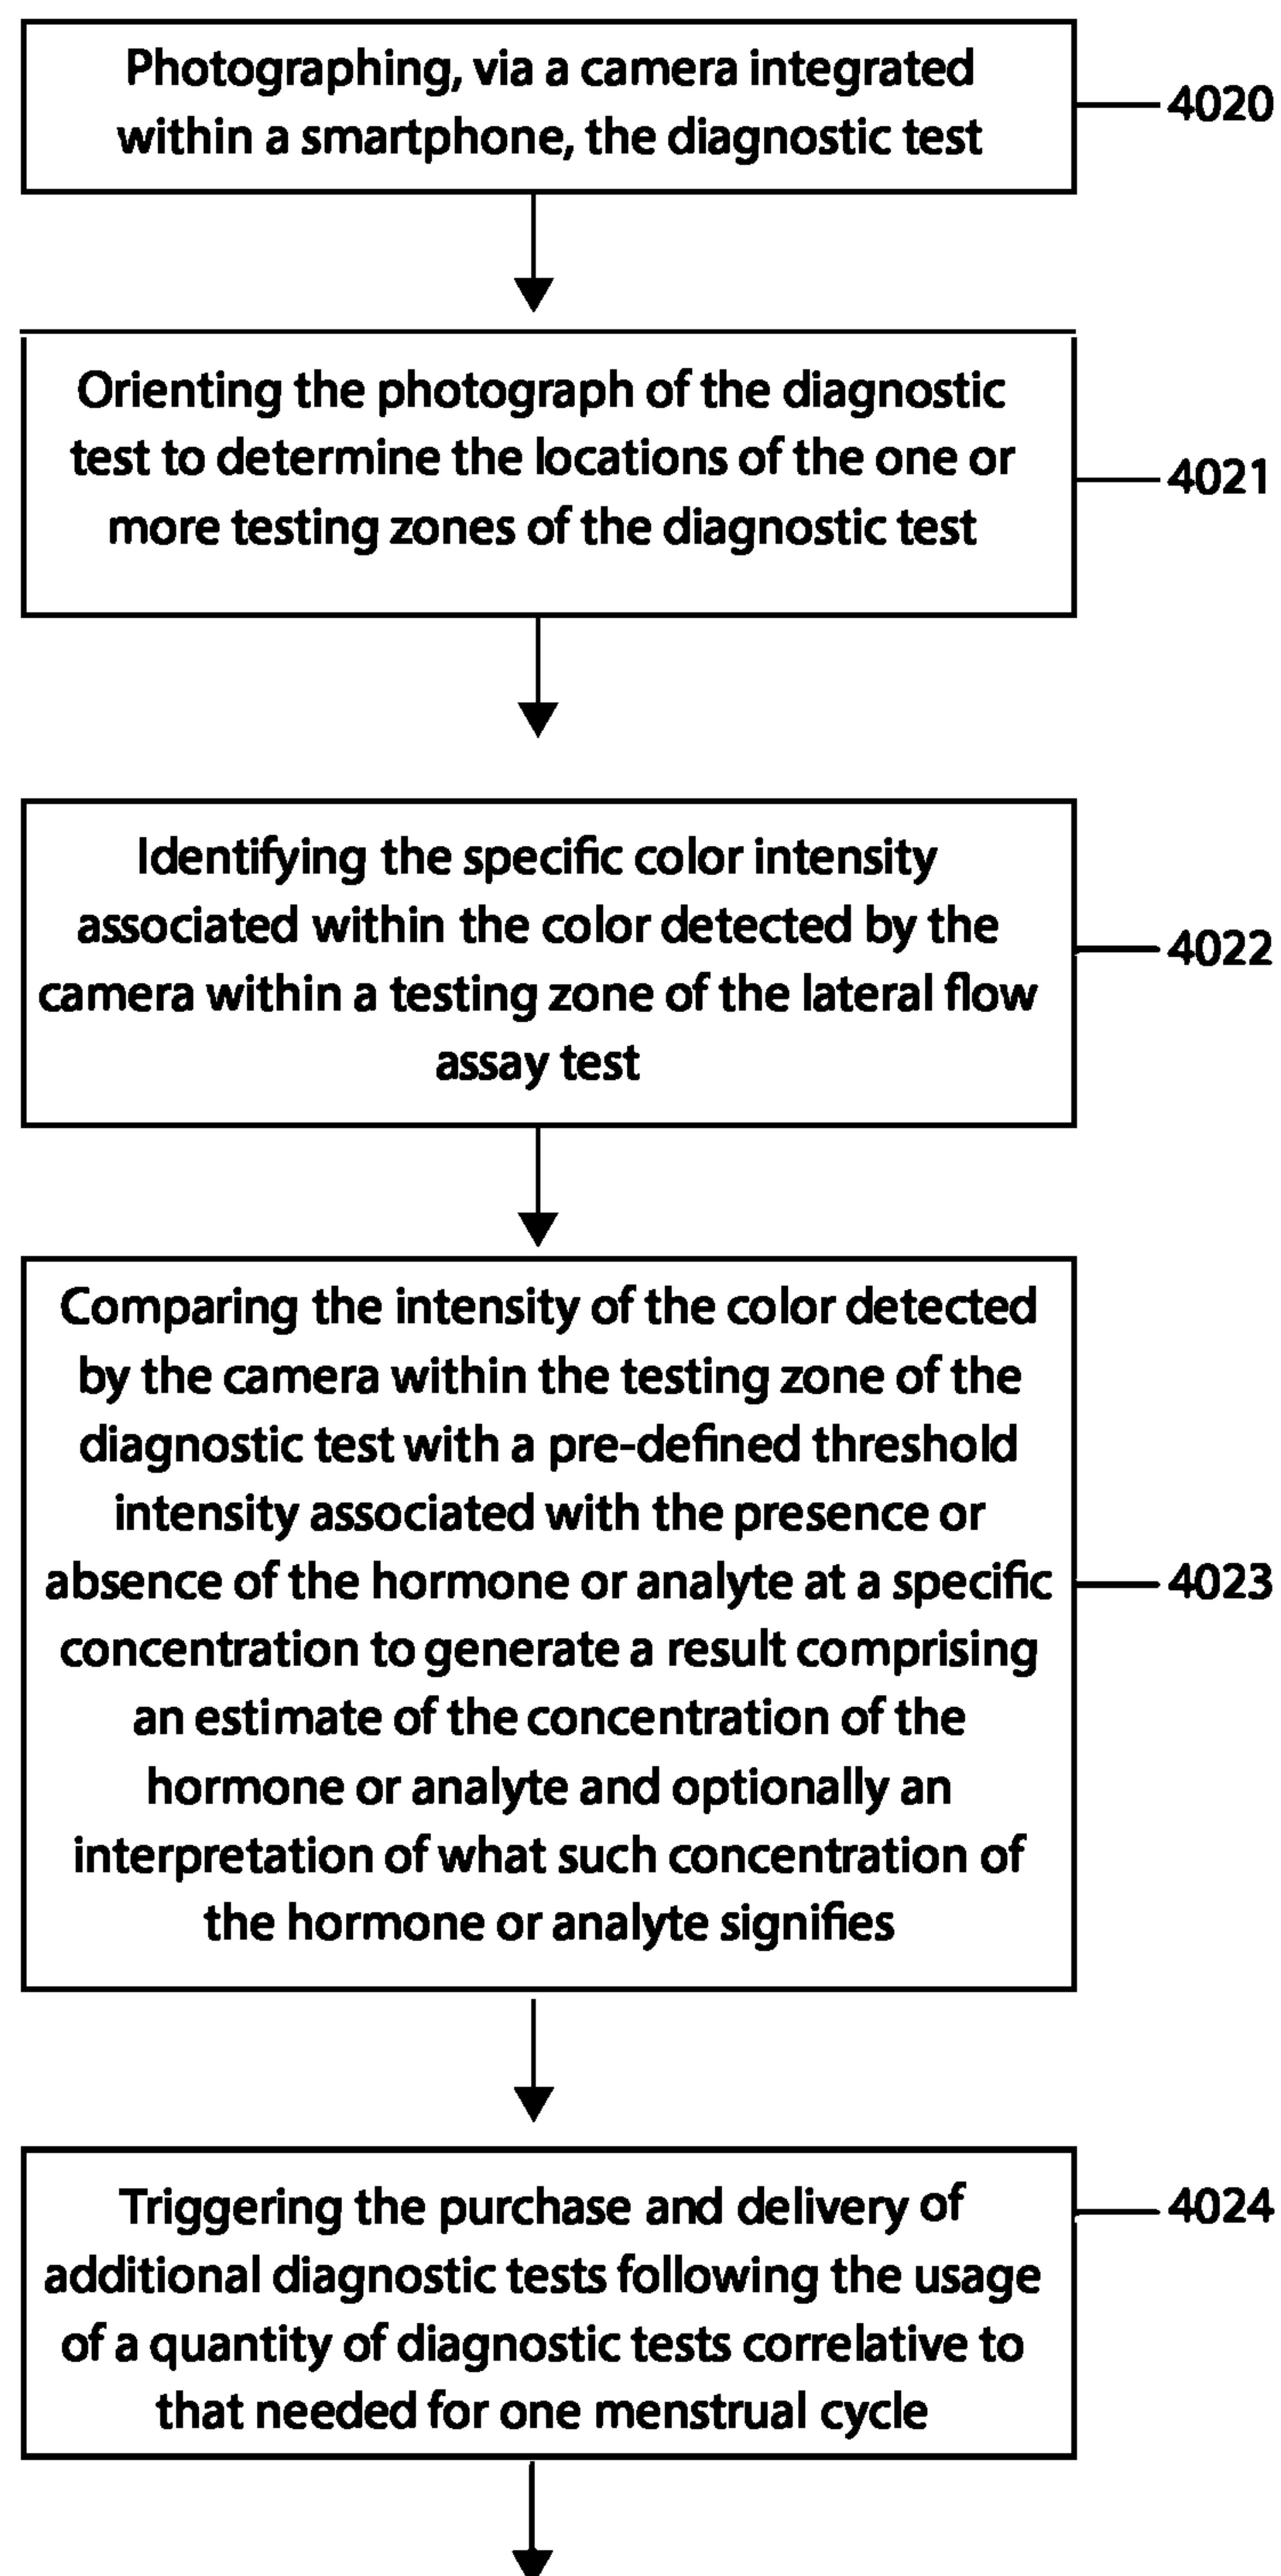 Photographing, via a camera integrated
within a smartphone, the diagnostic test
4020
Orienting the photograph of the diagnostic
test to determine the locations of the one or
more testing zones of the diagnostic test
4021
Identifying the specific color intensity
associated within the color detected by the
camera within a testing zone of the lateral flow
assay test
4022
Comparing the intensity of the color detected
by the camera within the testing zone of the
diagnostic test with a pre-defined threshold
intensity associated with the presence or
absence of the hormone or analyte at a specific
concentration to generate a result comprising
an estimate of the concentration of the
hormone or analyte and optionally an
interpretation of what such concentration of
the hormone or analyte signifies
4023
Triggering the purchase and delivery of
additional diagnostic tests following the usage
of a quantity of diagnostic tests correlative to
that needed for one menstrual cycle
4024